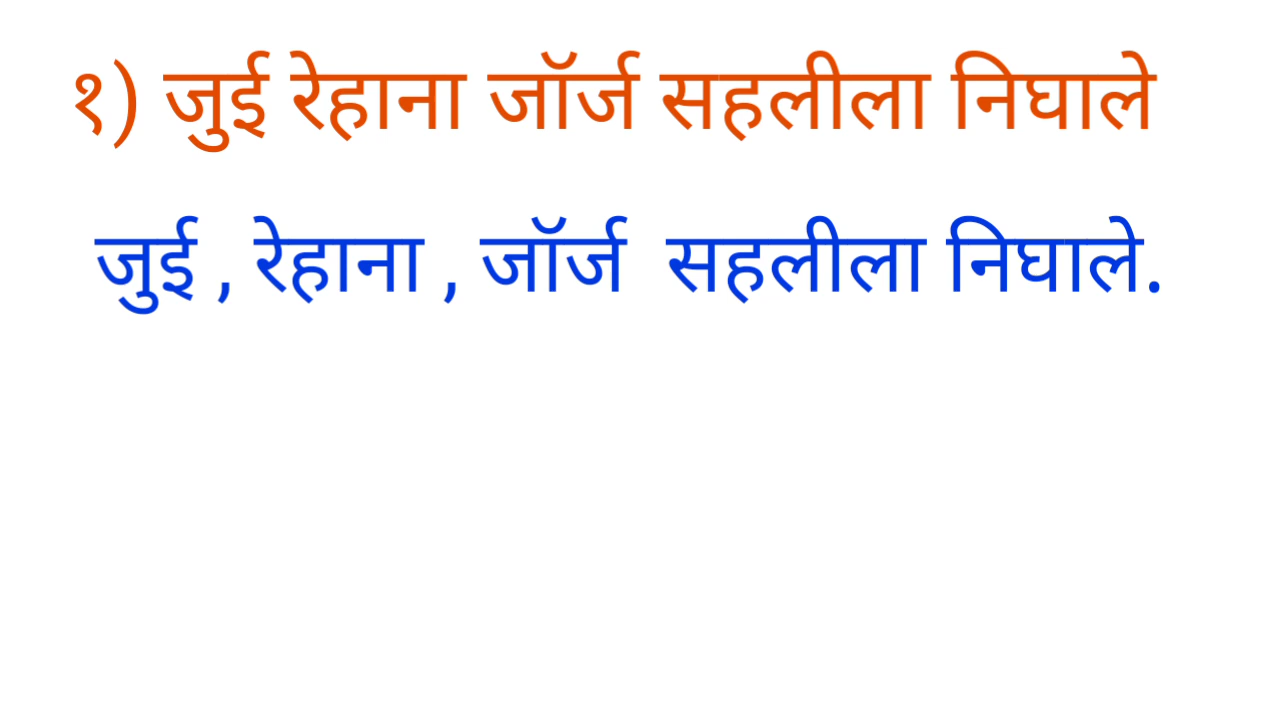 १) जुई रेहाना जॉर्ज सहलीला निघाले
जुई , रेहाना , जॉर्ज सहलीला निघाले.